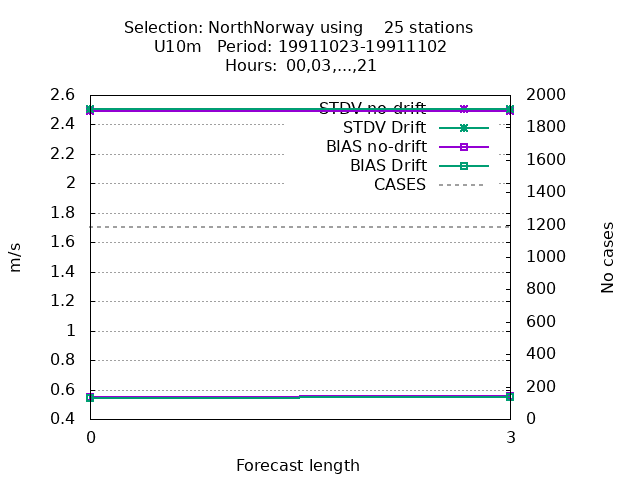 Selection: NorthNorway using 25 stations
U10m Period: 19911023-19911102
Hours: 00,03,...,21
2.6
2.4
2.2
2
1.8
1.6
1.4
1.2
1
0.8
0.6
0.4
m/s
STDV no-drift
STDV Drift
BIAS no-drift
BIAS Drift
CASES
2000
1800
1600
1400
1200
1000
800
600
400
200
0
No cases
0
3
Forecast length